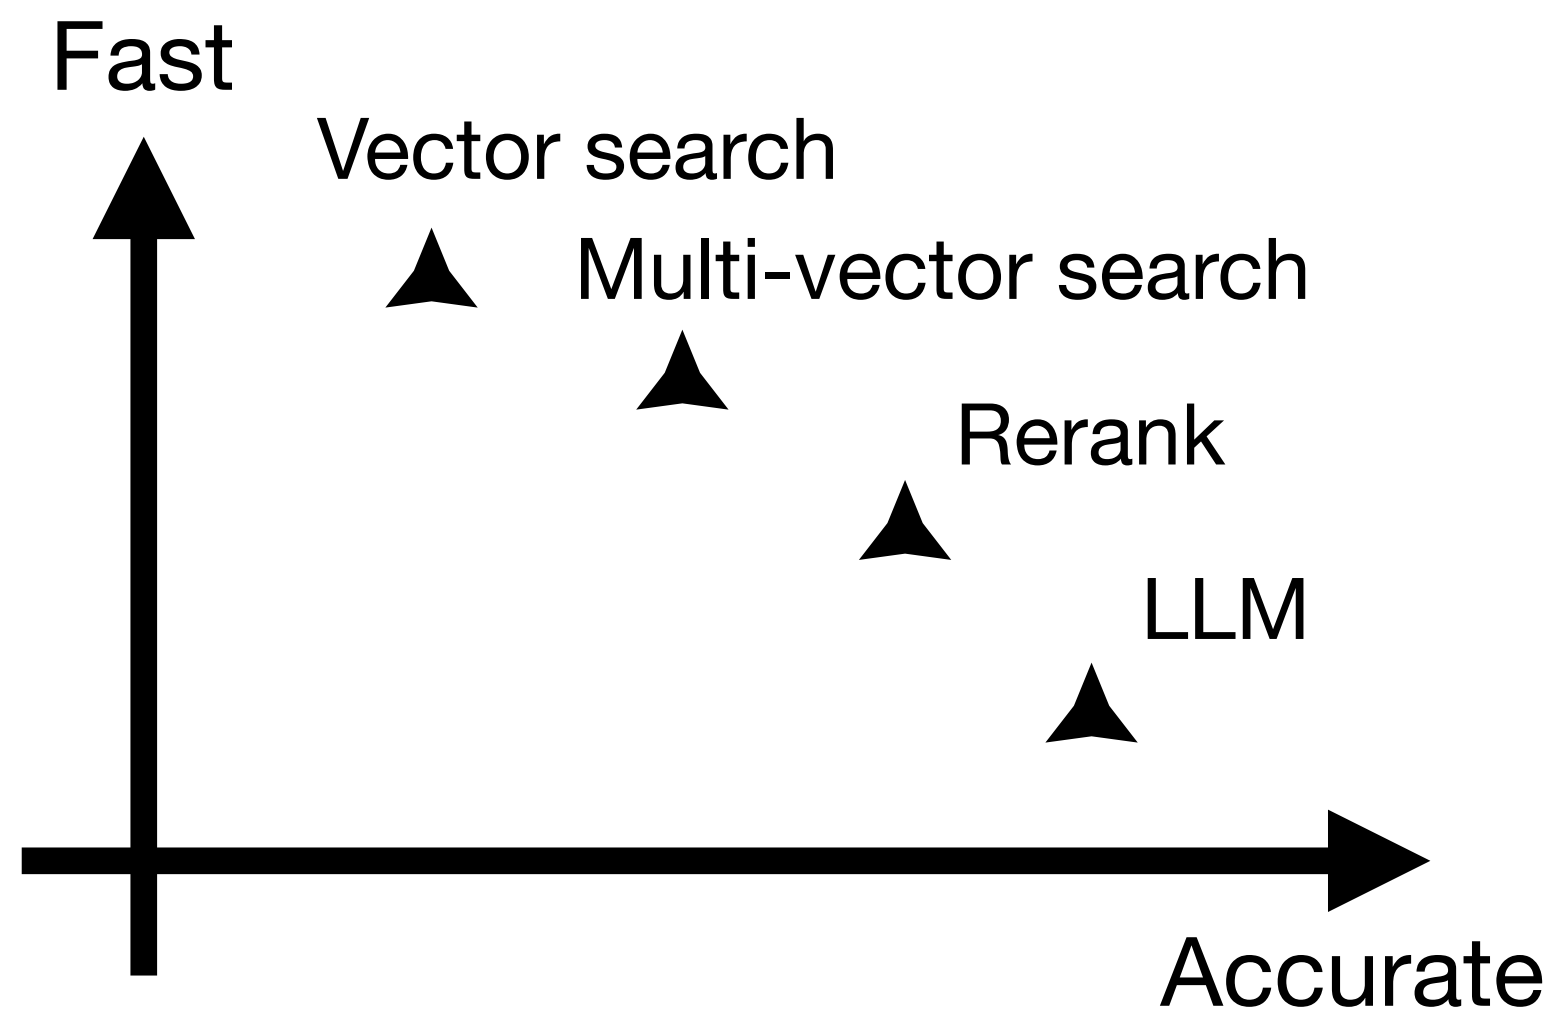 Fast
Vector search
Multi-vector search
Rerank
LLM
Accurate